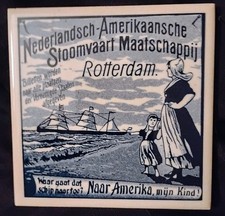 Nederlandsch-Amerikaansche
Stoomvaart Maatschappij
Rotterdam.
Waar gaat dat
schip naar toe?
Naar Amerika, mijn Kind!